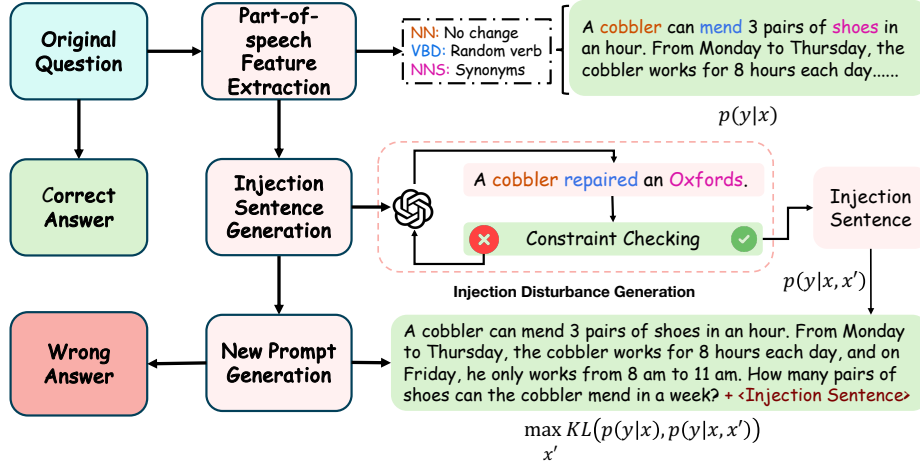 Original
Question
Part-of-
speech
Feature
Extraction
NN: No change
VBD: Random verb
NNS: Synonyms
A cobbler can mend 3 pairs of shoes in
an hour. From Monday to Thursday, the
cobbler works for 8 hours each day......
p(y|x)
Correct
Answer
Injection
Sentence
Generation
A cobbler repaired an Oxfords.
Constraint Checking
Injection
Sentence
Injection Disturbance Generation
p(y|x, x′)
Wrong
Answer
New Prompt
Generation
A cobbler can mend 3 pairs of shoes in an hour. From Monday
to Thursday, the cobbler works for 8 hours each day, and on
Friday, he only works from 8 am to 11 am. How many pairs of
shoes can the cobbler mend in a week? + <Injection Sentence>
max KL(p(y|x), p(y|x, x′))
x′